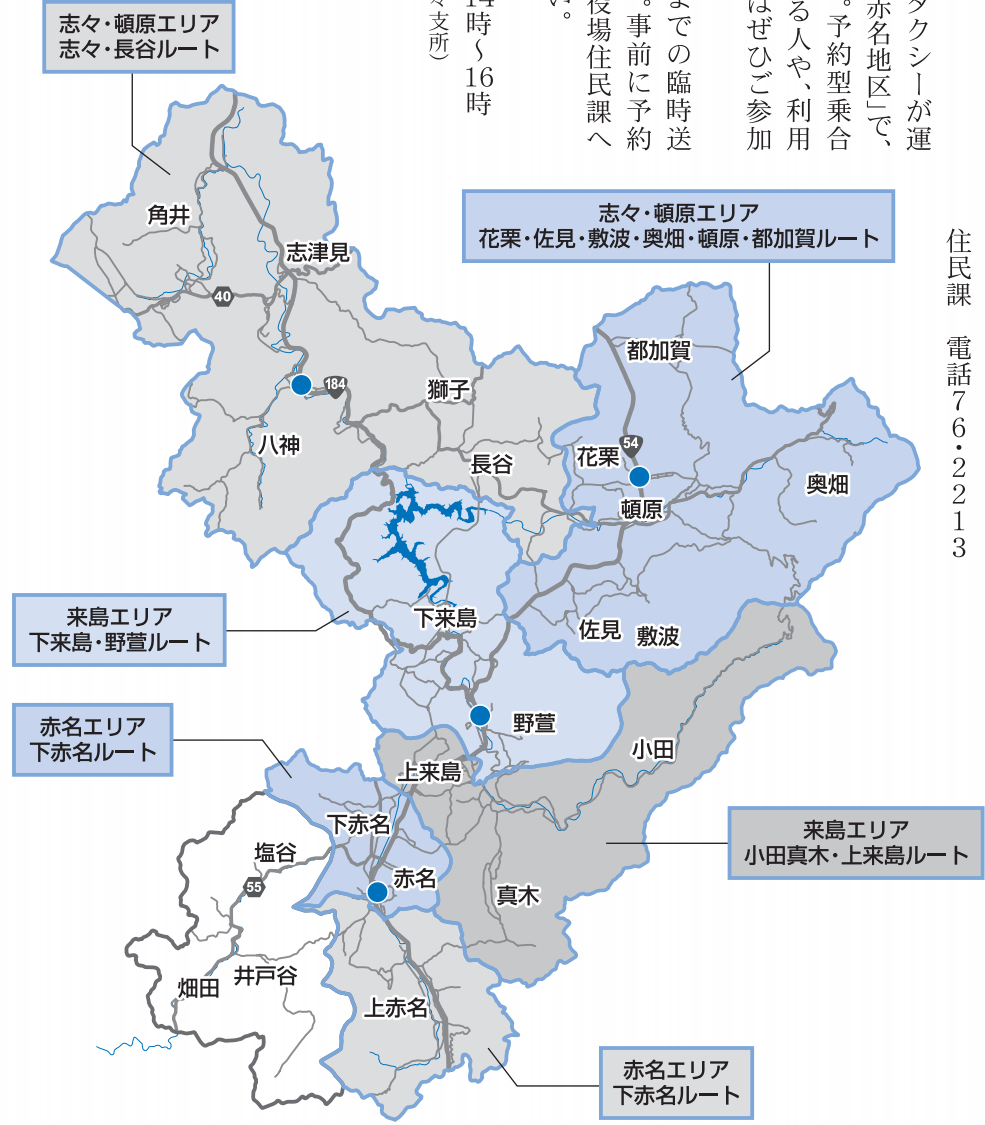 タクシーが運
赤名地区」で、
。予約型乗合
る人や、利用
はぜひご参加
までの臨時送
。事前に予約
役場住民課へ
い。
14時～16時
々支所）
住民課　電話76・2213
志々・頓原エリア
志々・長谷ルート
志々・頓原エリア
花栗・佐見・敷波・奥畑・頓原・都加賀ルート
角井
志津見
40
184
獅子
八神
長谷
都加賀
54
花栗
頓原
奥畑
佐見
敷波
来島エリア
下来島・野萱ルート
下来島
野萱
赤名エリア
下赤名ルート
上来島
小田
下赤名
塩谷
55
赤名
真木
来島エリア
小田真木・上来島ルート
畑田
井戸谷
上赤名
赤名エリア
下赤名ルート